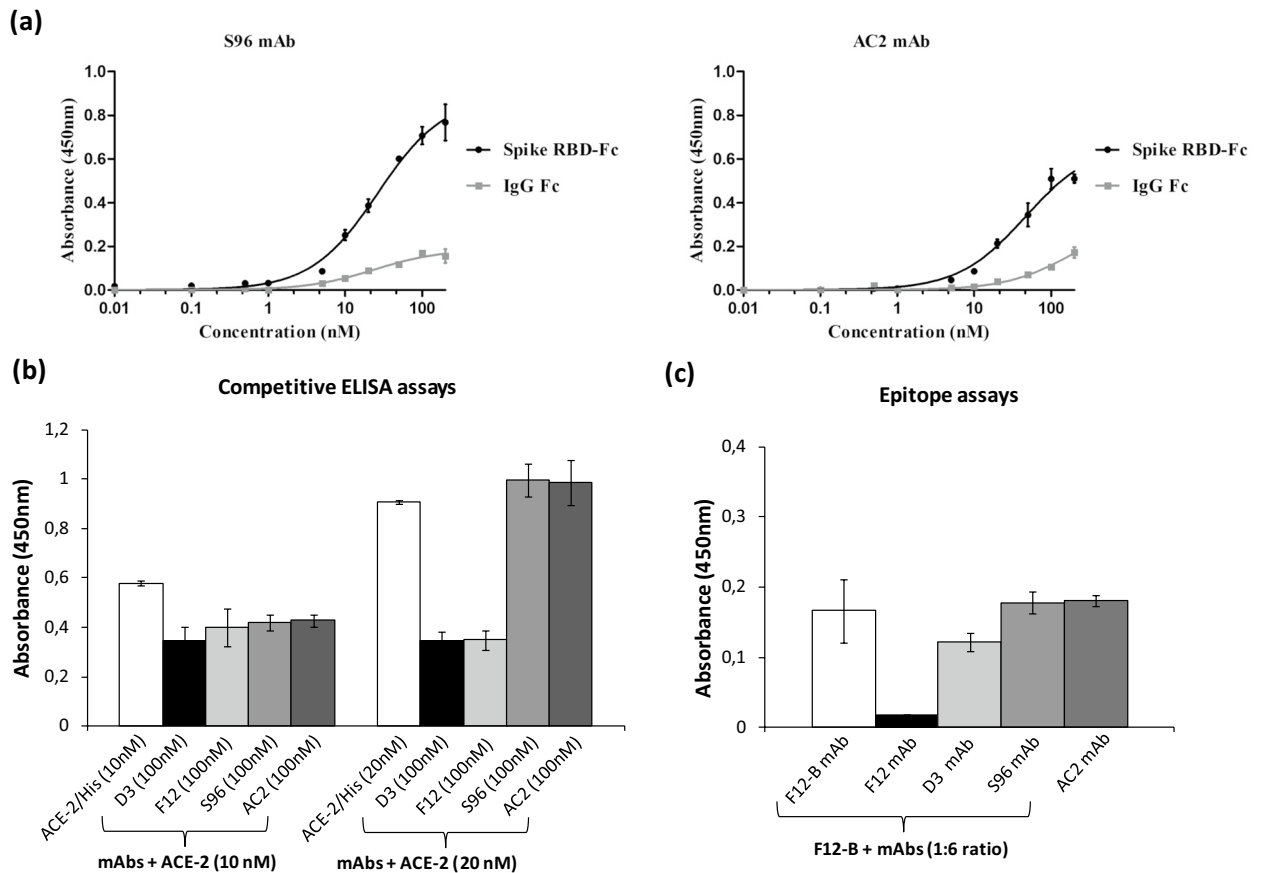 (a)
S96 mAb
1.0
0.8
0.6
0.4
0.2
0.0
Absorbance (450nm)
0.01 0.1 1 10 100
Concentration (nM)
Spike RBD-Fc
IgG Fc
AC2 mAb
1.0
0.8
0.6
0.4
0.2
0.0
Absorbance (450nm)
0.01 0.1 1 10 100
Concentration (nM)
Spike RBD-Fc
IgG Fc
(b)
Competitive ELISA assays
1,2
1
0,8
0,6
0,4
0,2
0
Absorbance (450nm)
ACE-2/His (10nM)
D3 (100nM)
F12 (100nM)
S96 (100nM)
AC2 (100nM)
ACE-2/His (20nM)
D3 (100nM)
F12 (100nM)
S96 (100nM)
AC2 (100nM)
mAbs + ACE-2 (10 nM)
mAbs + ACE-2 (20 nM)
(c)
Epitope assays
0,4
0,3
0,2
0,1
0
Absorbance (450nm)
F12-B mAb
F12 mAb
D3 mAb
S96 mAb
AC2 mAb
F12-B + mAbs (1:6 ratio)